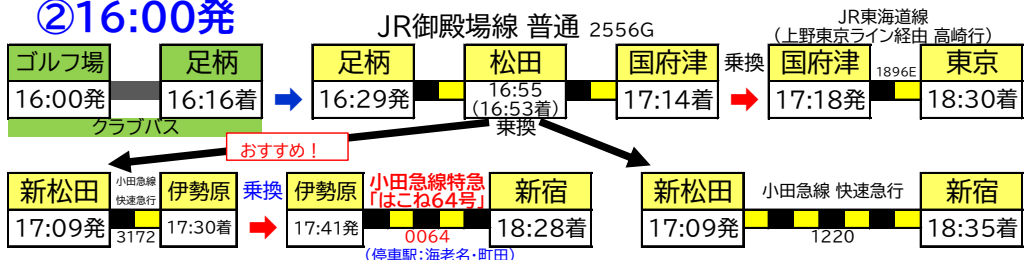 ②16:00発
JR御殿場線 普通 2556G
JR東海道線
(上野東京ライン経由 高崎行)
ゴルフ場 足柄 足柄 松田 国府津 乗換 国府津 1896E 東京
16:00発 16:16着 16:29発 16:55 17:14着 17:18発 18:30着
(16:53着)
クラブバス
乗換
おすすめ!
新松田 小田急線 伊勢原 乗換 伊勢原 小田急線特急 新宿 新松田 小田急線 快速急行 新宿
快速急行 「はこね64号」
17:09発 3172 17:30着 17:41発 0064 18:28着 17:09発 1220 18:35着
(停車駅:海老名・町田)